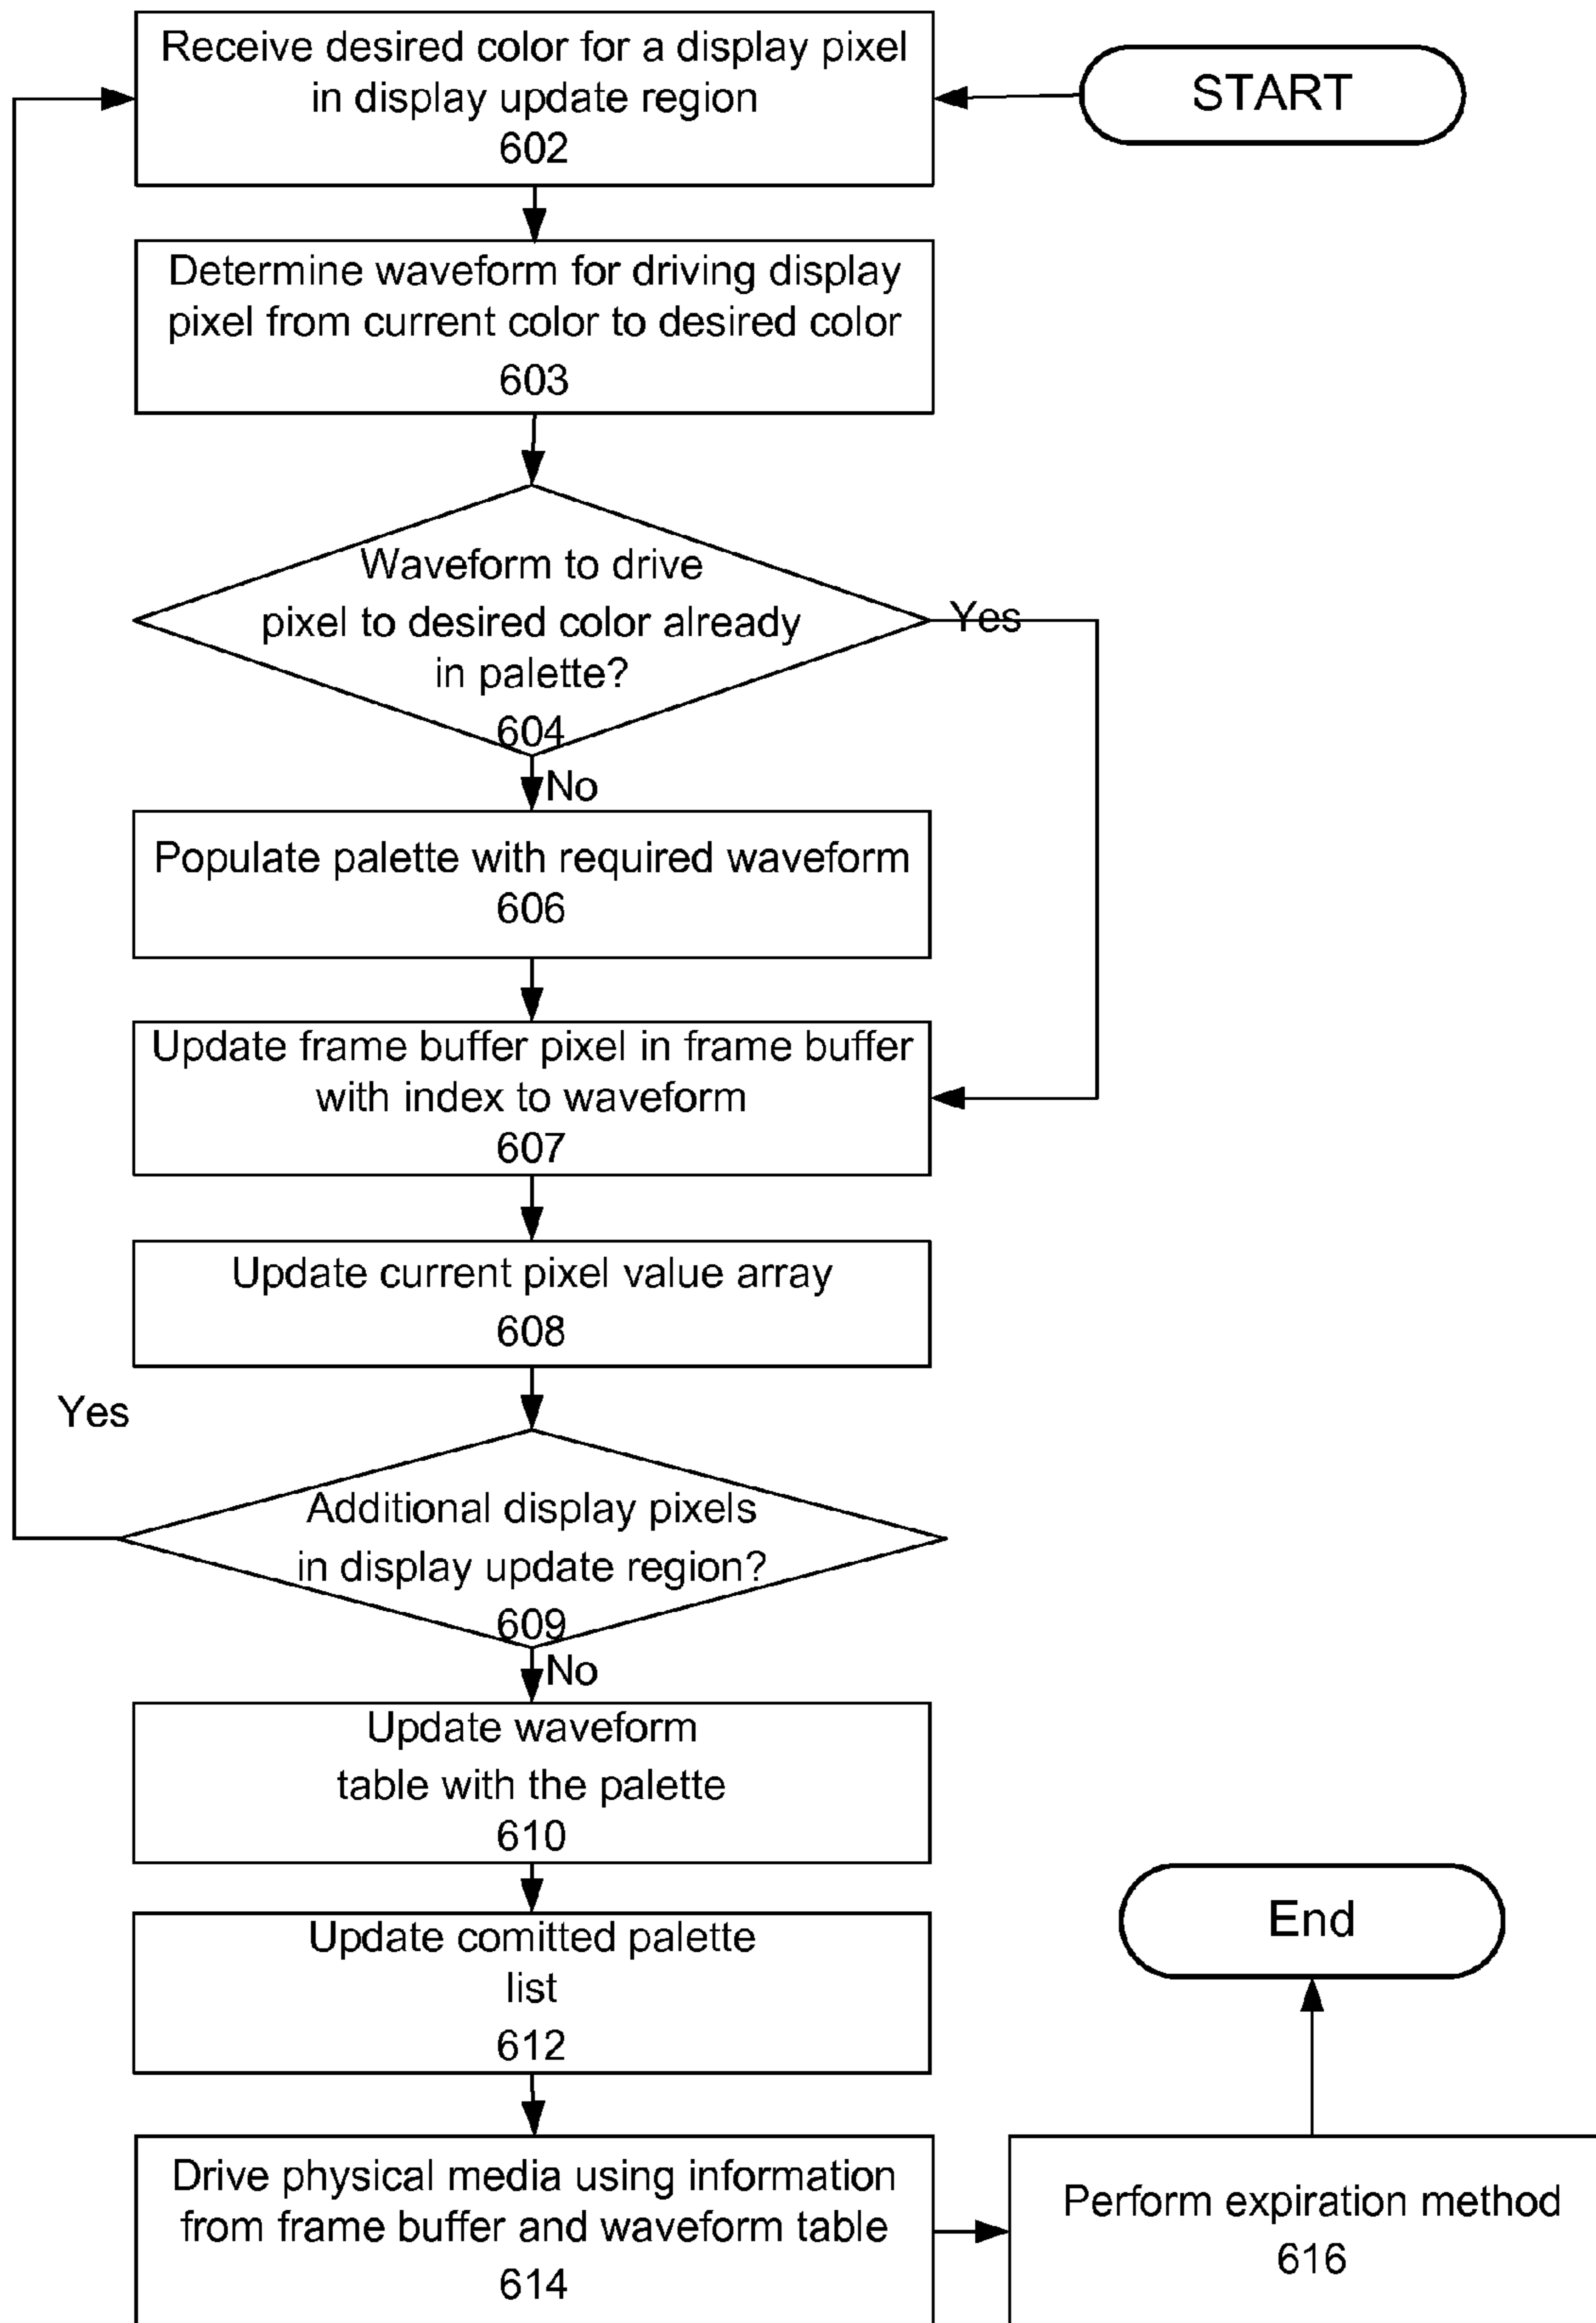 Receive desired color for a display pixel
in display update region
602
START
Determine waveform for driving display
pixel from current color to desired color
603
Waveform to drive
pixel to desired color already
in palette?
604
Yes
No
Populate palette with required waveform
606
Update frame buffer pixel in frame buffer
with index to waveform
607
Update current pixel value array
608
Yes
Additional display pixels
in display update region?
609
No
Update waveform
table with the palette
610
Update comitted palette
list
612
End
Drive physical media using information
from frame buffer and waveform table
614
Perform expiration method
616